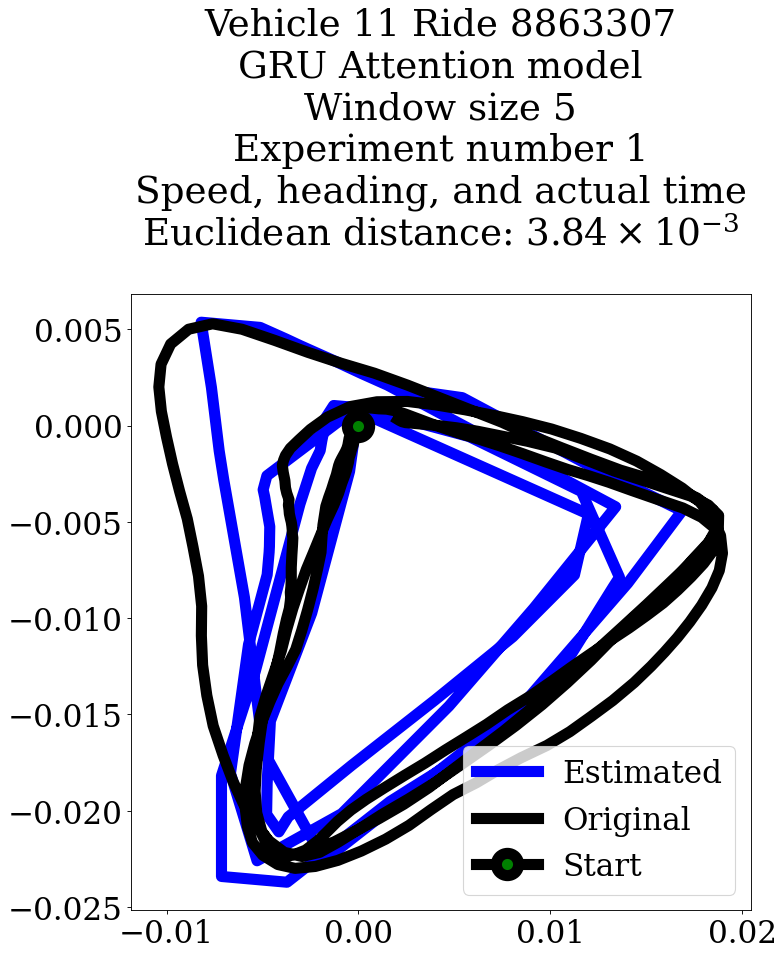 Vehicle 11 Ride 8863307
GRU Attention model
Window size 5
Experiment number 1
Speed, heading, and actual time
Euclidean distance: 3.84 × 10⁻³
0.005
0.000
−0.005
−0.010
−0.015
−0.020
−0.025
Estimated
Original
Start
−0.01 0.00 0.01 0.02